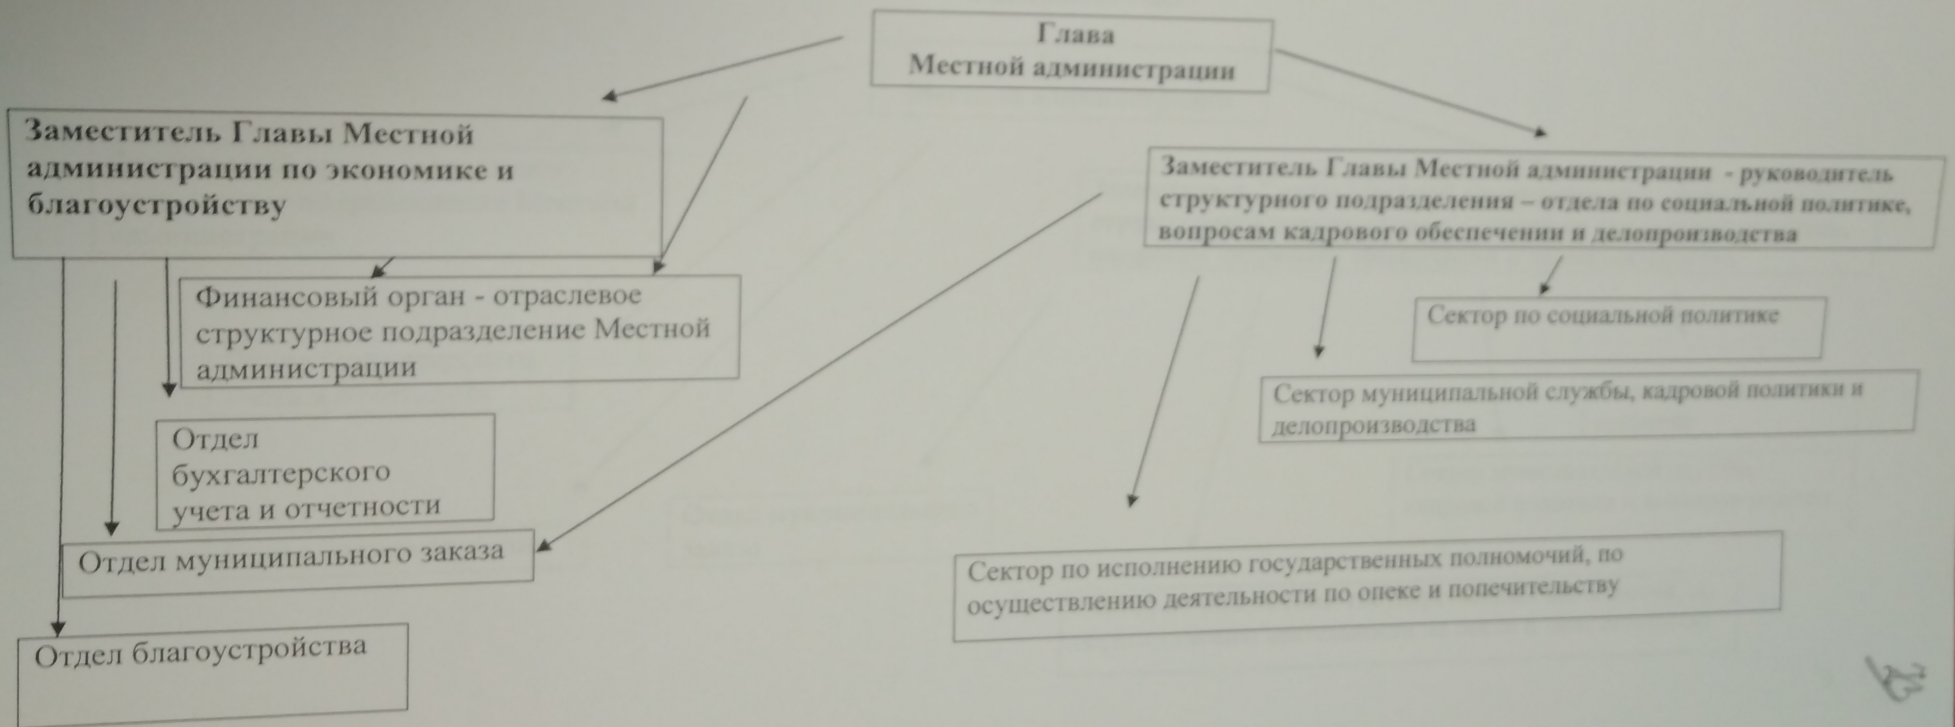 Глава
Местной администрации
Заместитель Главы Местной
администрации по экономике и
благоустройству
Заместитель Главы Местной администрации - руководитель
структурного подразделения – отдела по социальной политике,
вопросам кадрового обеспечении и делопроизводства
Финансовый орган - отраслевое
структурное подразделение Местной
администрации
Сектор по социальной политике
Сектор муниципальной службы, кадровой политики и
делопроизводства
Отдел
бухгалтерского
учета и отчетности
Отдел муниципального заказа
Сектор по исполнению государственных полномочий, по
осуществлению деятельности по опеке и попечительству
Отдел благоустройства